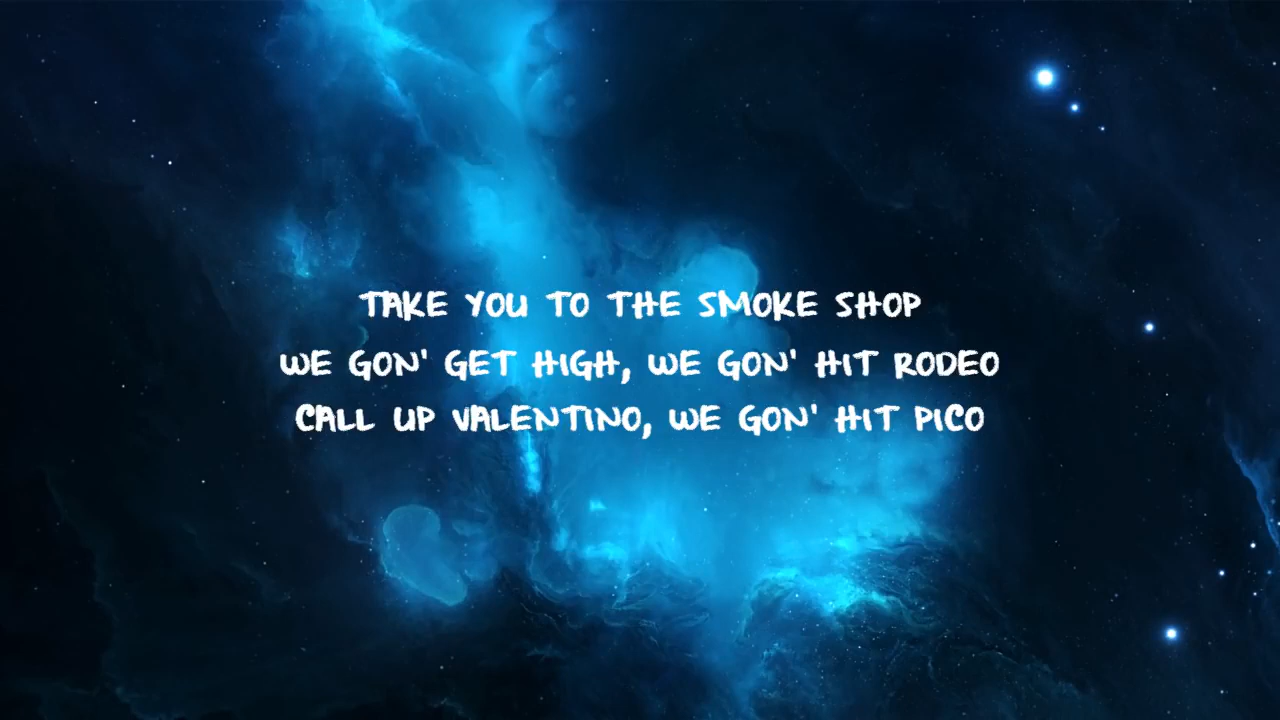 TAKE YOU TO THE SMOKE SHOP
WE GON' GET HIGH, WE GON' HIT RODEO
CALL UP VALENTINO, WE GON' HIT PICO